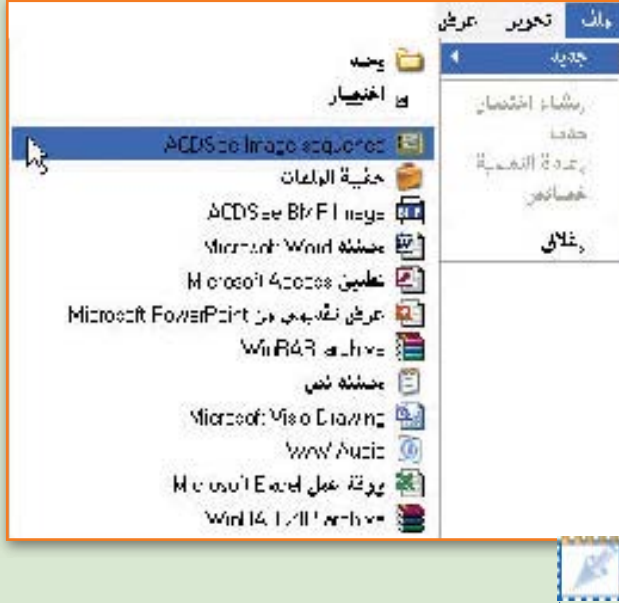 ملف تحرير عرض
جديد
إنشاء اختصار
حذف
إعادة التسمية
خصائص
إغلاق
مجلد
اختصار
ACDSee Image sequence
حقيبة الملفات
ACDSee BMP Image
مستند Microsoft Word
تطبيق Microsoft Access
عرض تقديمي من Microsoft PowerPoint
WinRAR archive
مستند نص
Microsoft Visio Drawing
Wav Audio
ورقة عمل Microsoft Excel
WinRAR ZIP archive